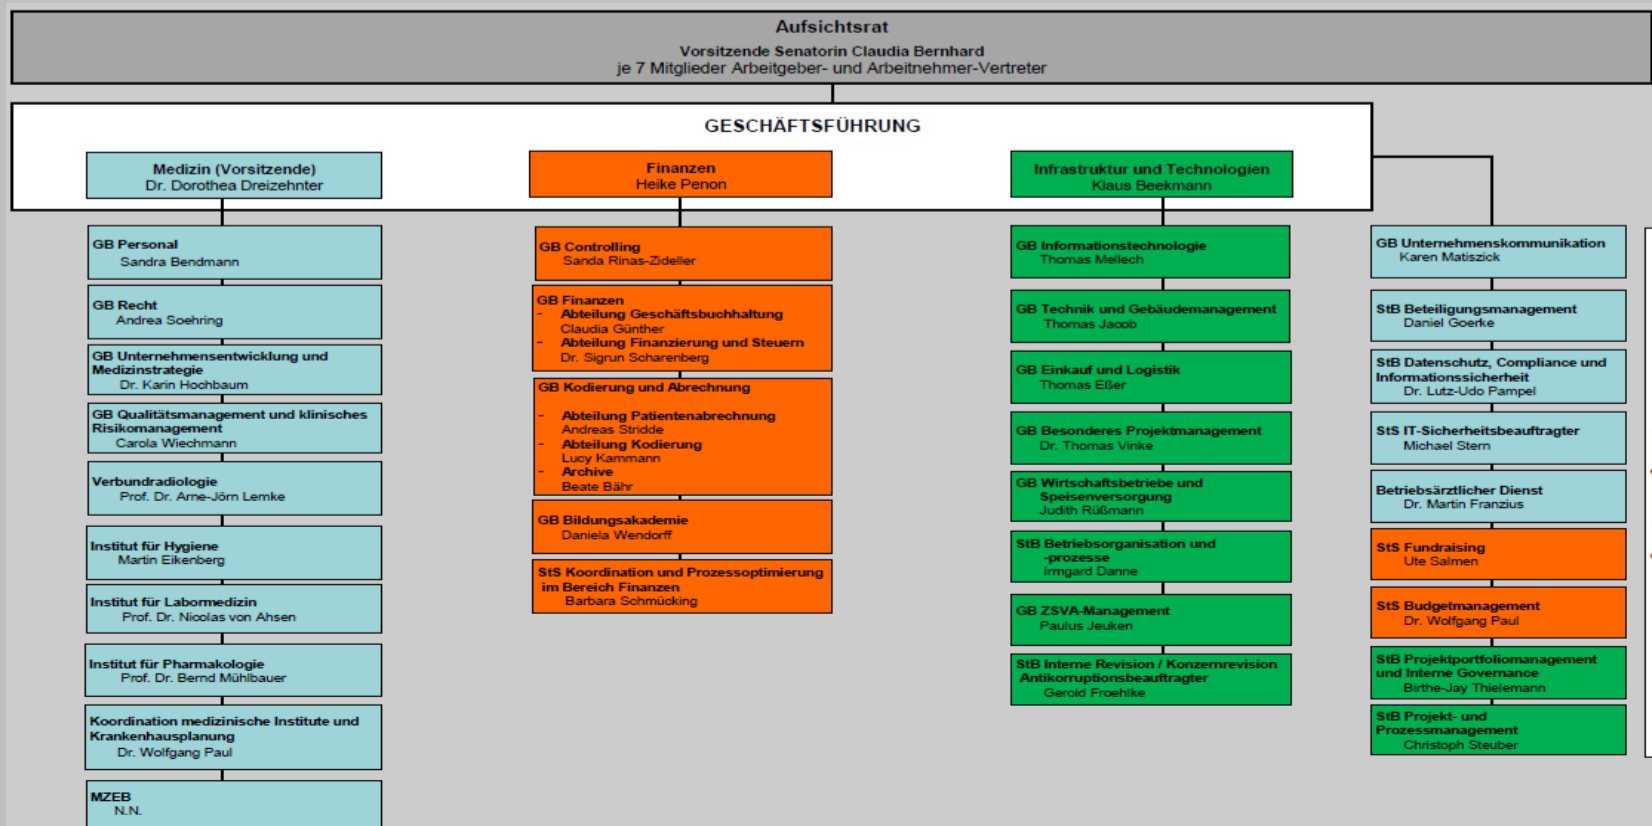 Aufsichtsrat
Vorsitzende Senatorin Claudia Bernhard
je 7 Mitglieder Arbeitgeber- und Arbeitnehmer-Vertreter
GESCHÄFTSFÜHRUNG
Medizin (Vorsitzende)
Dr. Dorothea Dreizehnter
Finanzen
Heike Penon
Infrastruktur und Technologien
Klaus Beekmann
GB Personal
Sandra Bendmann
GB Recht
Andrea Soehring
GB Unternehmensentwicklung und
Medizinstrategie
Dr. Karin Hochbaum
GB Qualitätsmanagement und klinisches
Risikomanagement
Carola Wiechmann
Verbundradiologie
Prof. Dr. Arne-Jörn Lemke
Institut für Hygiene
Martin Eikenberg
Institut für Labormedizin
Prof. Dr. Nicolas von Ahsen
Institut für Pharmakologie
Prof. Dr. Bernd Mühlbauer
Koordination medizinische Institute und
Krankenhausplanung
Dr. Wolfgang Paul
MZEB
N.N.
GB Controlling
Sanda Rinas-Zideller
GB Finanzen
- Abteilung Geschäftsbuchhaltung
Claudia Günther
- Abteilung Finanzierung und Steuern
Dr. Sigrun Scharenberg
GB Kodierung und Abrechnung
- Abteilung Patientenabrechnung
Andreas Stridde
- Abteilung Kodierung
Lucy Kammann
- Archive
Beate Bähr
GB Bildungsakademie
Daniela Wendorff
StS Koordination und Prozessoptimierung
im Bereich Finanzen
Barbara Schmücking
GB Informationstechnologie
Thomas Mellech
GB Technik und Gebäudemanagement
Thomas Jacob
GB Einkauf und Logistik
Thomas Eßer
GB Besonderes Projektmanagement
Dr. Thomas Vinke
GB Wirtschaftsbetriebe und
Speisenversorgung
Judith Rüßmann
StB Betriebsorganisation und
-prozesse
Irmgard Danne
GB ZSVA-Management
Paulus Jeuken
StB Interne Revision / Konzernrevision
Antikorruptionsbeauftragter
Gerold Froehlke
GB Unternehmenskommunikation
Karen Matiszick
StB Beteiligungsmanagement
Daniel Goerke
StB Datenschutz, Compliance und
Informationssicherheit
Dr. Lutz-Udo Pampel
StS IT-Sicherheitsbeauftragter
Michael Stern
Betriebsärztlicher Dienst
Dr. Martin Franzius
StS Fundraising
Ute Salmen
StS Budgetmanagement
Dr. Wolfgang Paul
StB Projektportfoliomanagement
und Interne Governance
Birthe-Jay Thielemann
StB Projekt- und
Prozessmanagement
Christoph Steuber